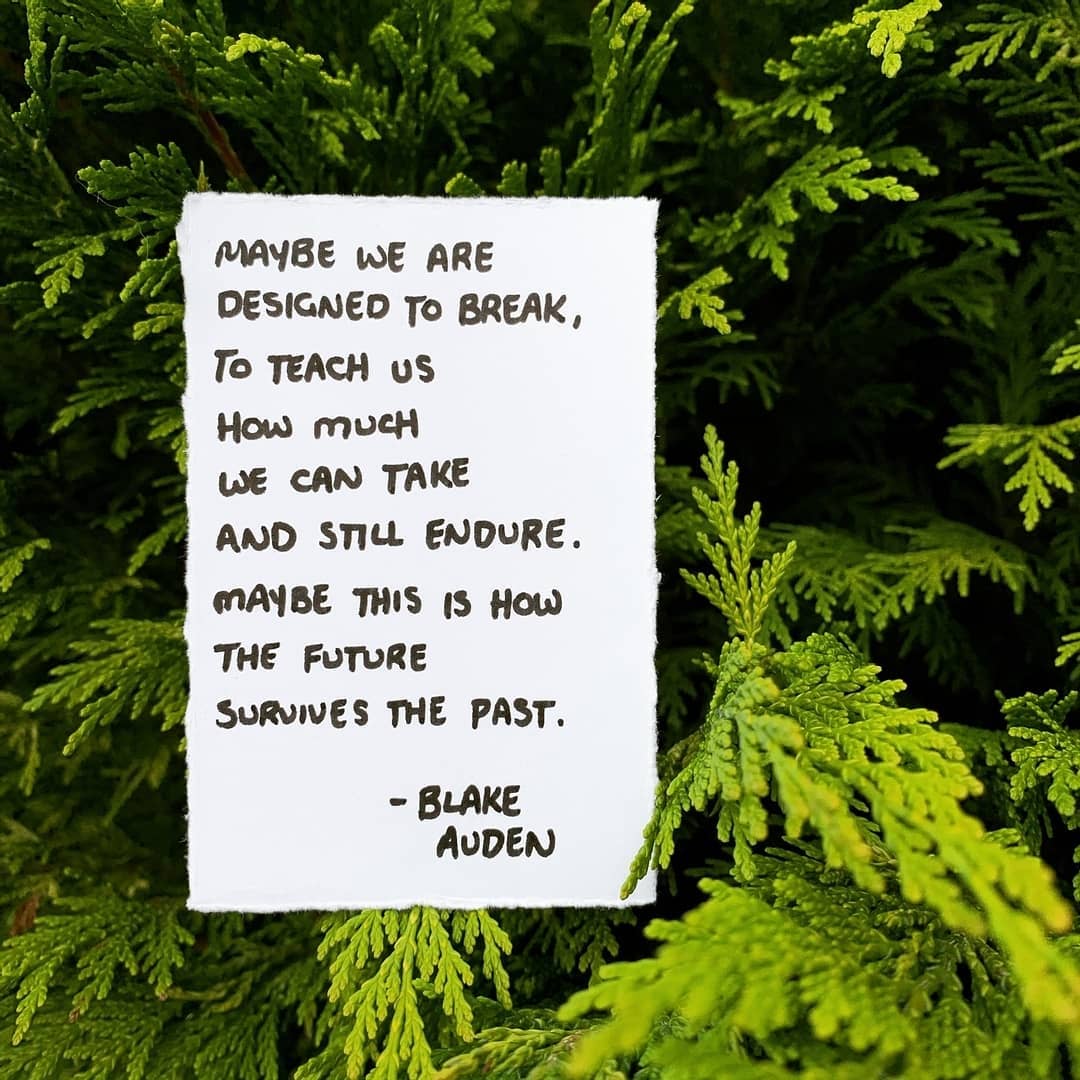 MAYBE WE ARE
DESIGNED TO BREAK,
TO TEACH US
HOW MUCH
WE CAN TAKE
AND STILL ENDURE.
MAYBE THIS IS HOW
THE FUTURE
SURVIVES THE PAST.
- BLAKE
AUDEN